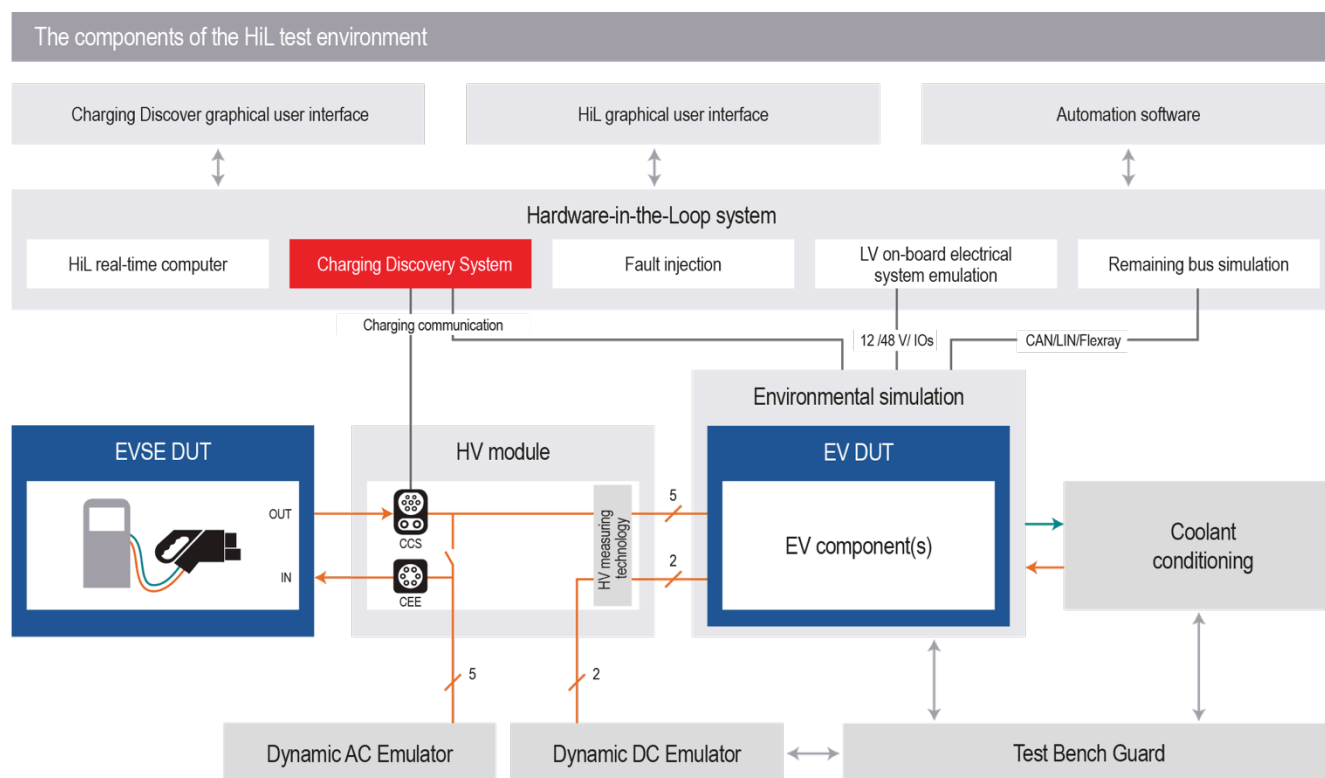 The components of the HiL test environment
Charging Discover graphical user interface
HiL graphical user interface
Automation software
Hardware-in-the-Loop system
HiL real-time computer
Charging Discovery System
Fault injection
LV on-board electrical
system emulation
Remaining bus simulation
Charging communication
12 /48 V/ IOs
CAN/LIN/Flexray
Environmental simulation
EVSE DUT
HV module
EV DUT
OUT
IN
CCS
CEE
HV measuring
technology
5
2
EV component(s)
Coolant
conditioning
5
2
Dynamic AC Emulator
Dynamic DC Emulator
Test Bench Guard